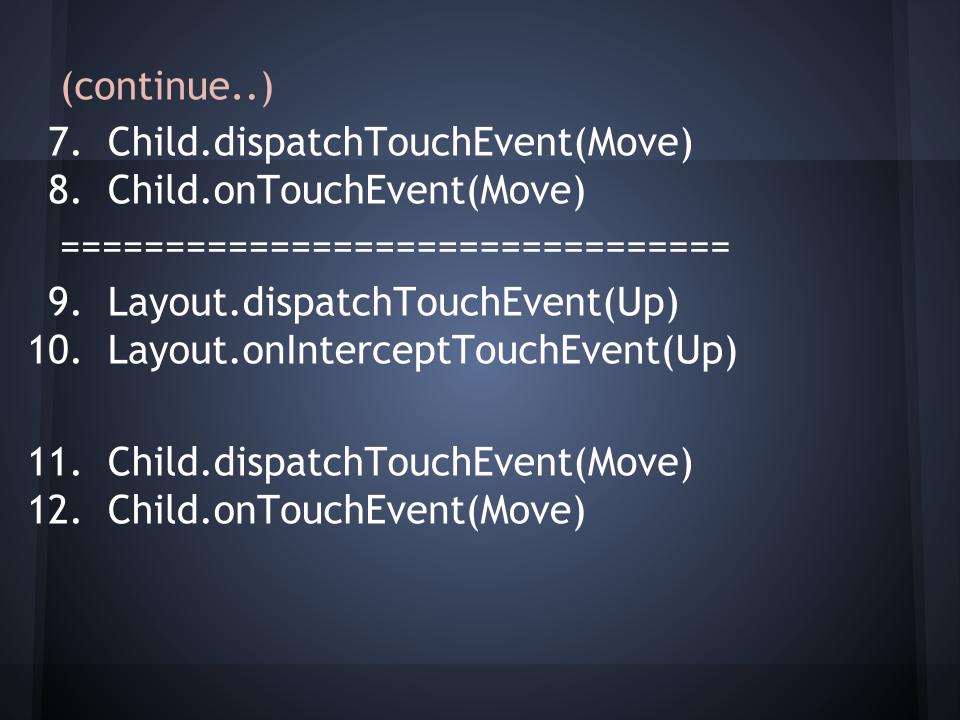 (continue..)
7. Child.dispatchTouchEvent(Move)
8. Child.onTouchEvent(Move)
================================
9. Layout.dispatchTouchEvent(Up)
10. Layout.onInterceptTouchEvent(Up)
11. Child.dispatchTouchEvent(Move)
12. Child.onTouchEvent(Move)